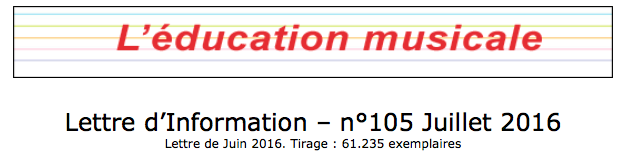 L'éducation musicale
Lettre d’Information – n°105 Juillet 2016
Lettre de Juin 2016. Tirage : 61.235 exemplaires